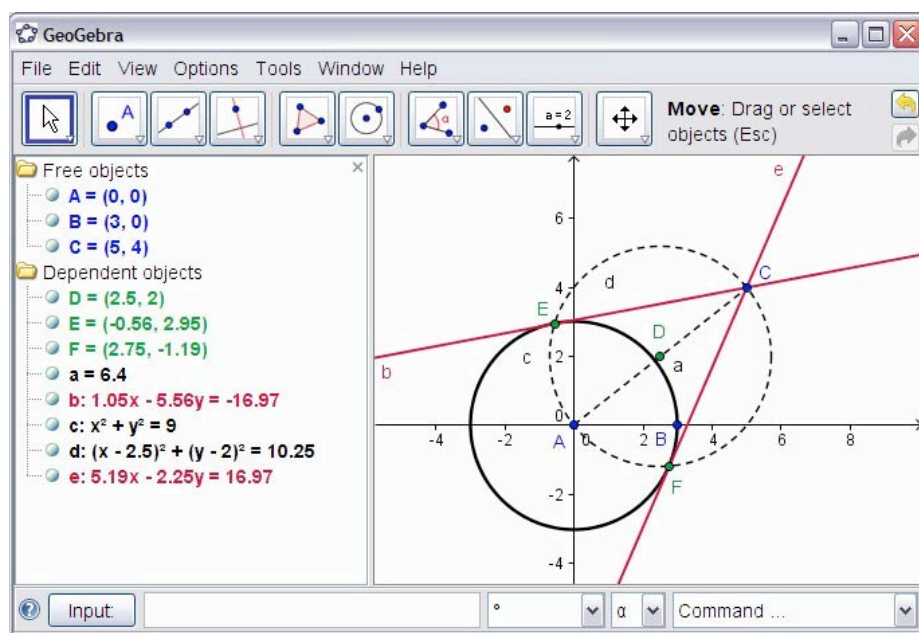 GeoGebra
File Edit View Options Tools Window Help
A
α
a = 2
Move: Drag or select
objects (Esc)
Free objects
A = (0, 0)
B = (3, 0)
C = (5, 4)
Dependent objects
D = (2.5, 2)
E = (-0.56, 2.95)
F = (2.75, -1.19)
a = 6.4
b: 1.05x - 5.56y = -16.97
c: x² + y² = 9
d: (x - 2.5)² + (y - 2)² = 10.25
e: 5.19x - 2.25y = 16.97
e
6
C
4
d
E
D
c
2
a
b
0
A
0
B
-4 -2 2 4 6 8
F
-2
-4
Input:
°
α
Command ...